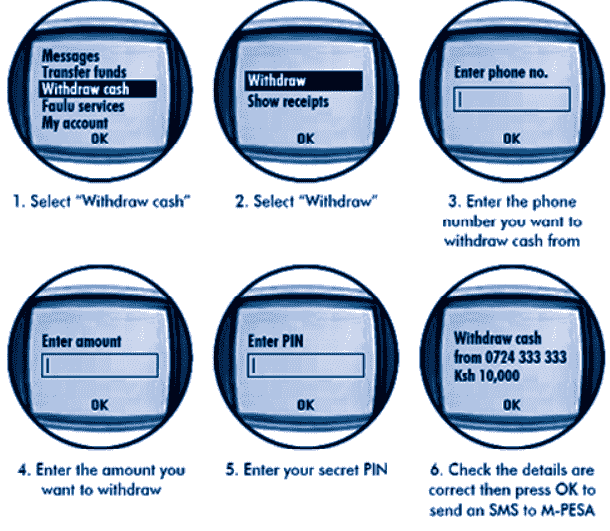 Messages
Transfer funds
Withdraw cash
Faulu services
My account
OK
1. Select "Withdraw cash"
Withdraw
Show receipts
OK
2. Select "Withdraw"
Enter phone no.
OK
3. Enter the phone
number you want to
withdraw cash from
Enter amount
OK
4. Enter the amount you
want to withdraw
Enter PIN
OK
5. Enter your secret PIN
Withdraw cash
from 0724 333 333
Ksh 10,000
OK
6. Check the details are
correct then press OK to
send an SMS to M-PESA